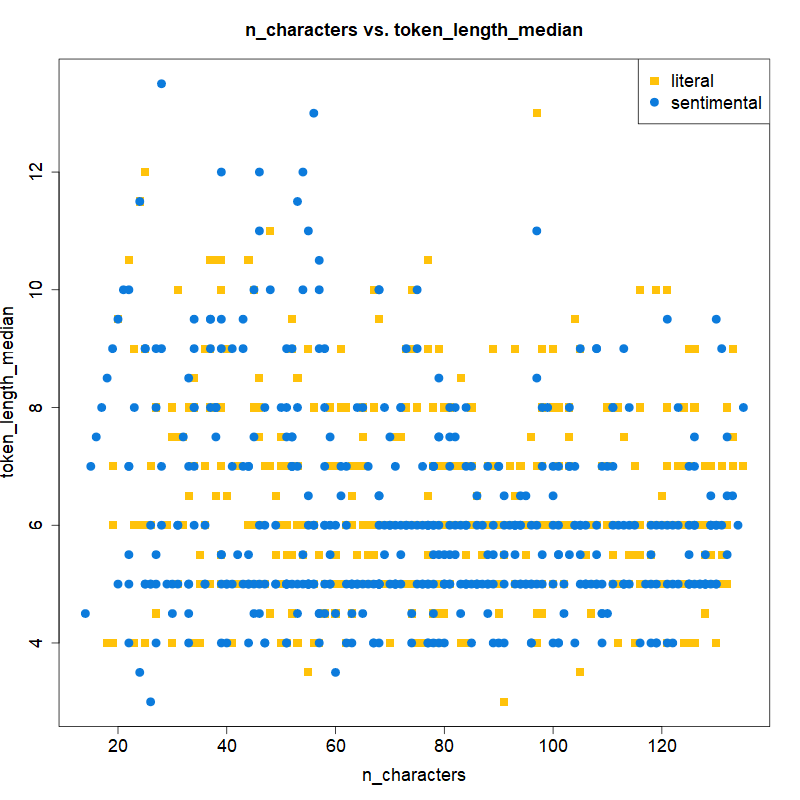 n_characters vs. token_length_median
literal
sentimental
token_length_median
12
10
8
6
4
20 40 60 80 100 120
n_characters